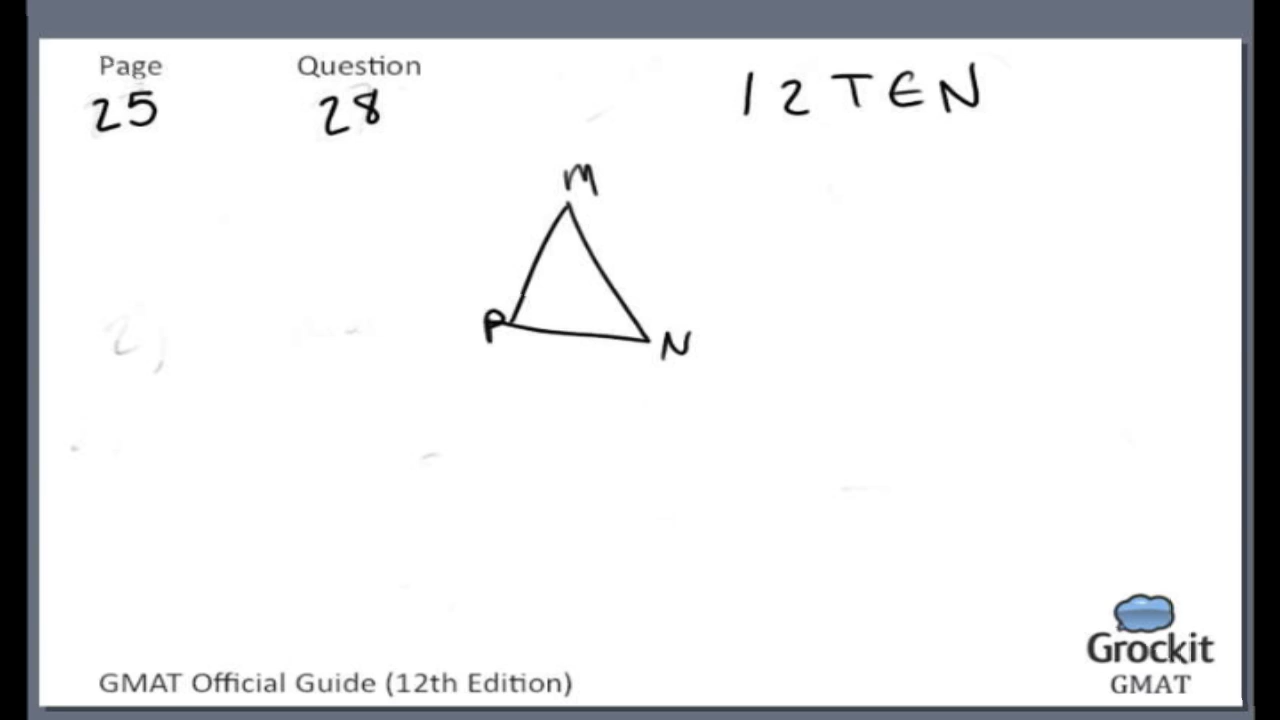 Page Question
25 28
12TEN
M
P N
GMAT Official Guide (12th Edition)
Grockit
GMAT